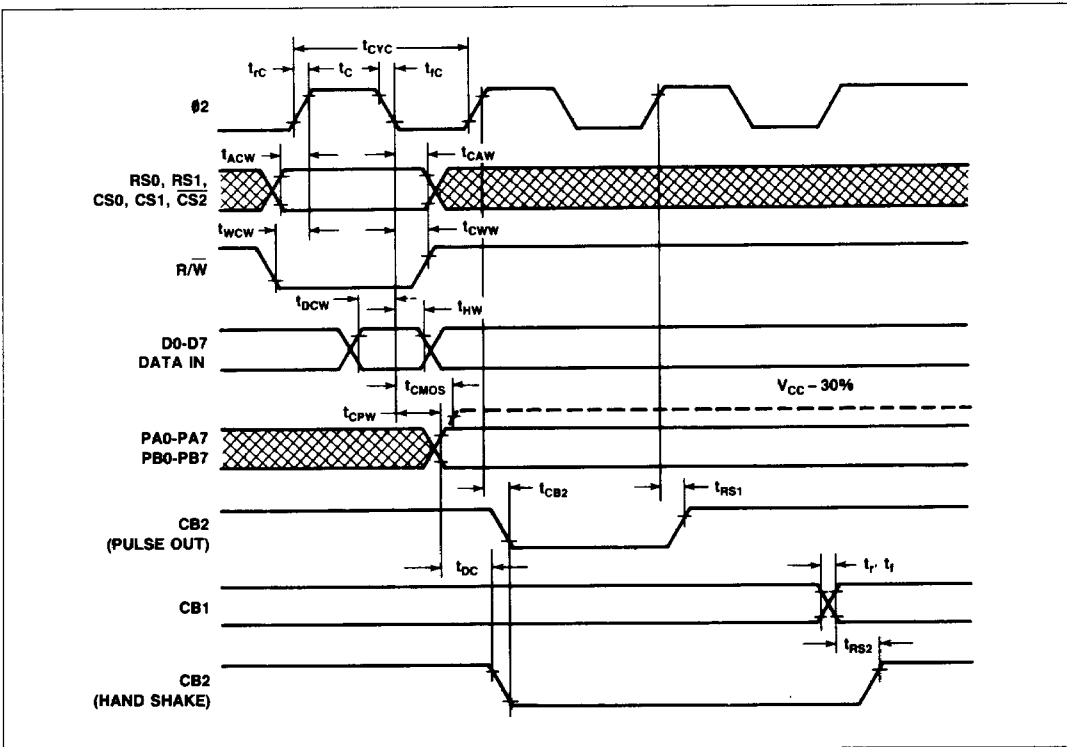 tCYC
trC tC tfC
ø2
tACW tCAW
RS0, RS1,
CS0, CS1, C̅S̅2̅
tWCW tCWW
R/W̅
tDCW tHW
D0-D7
DATA IN
tCMOS
VCC – 30%
tCPW
PA0-PA7
PB0-PB7
tCB2 tRS1
CB2
(PULSE OUT)
tDC
tr, tf
CB1
tRS2
CB2
(HAND SHAKE)